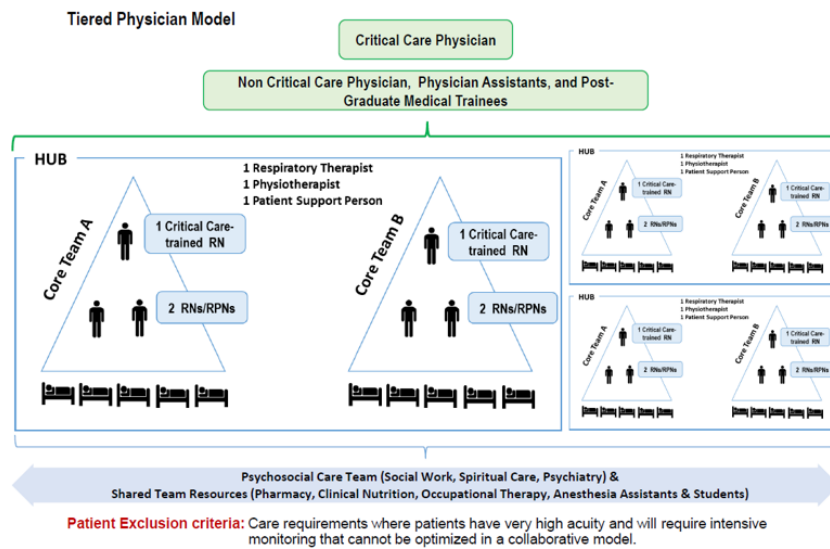 Tiered Physician Model
Critical Care Physician
Non Critical Care Physician, Physician Assistants, and Post-
Graduate Medical Trainees
HUB
1 Respiratory Therapist
1 Physiotherapist
1 Patient Support Person
Core Team A
1 Critical Care-
trained RN
2 RNs/RPNs
Core Team B
1 Critical Care-
trained RN
2 RNs/RPNs
HUB
1 Respiratory Therapist
1 Physiotherapist
1 Patient Support Person
Core Team A
1 Critical Care-
trained RN
2 RNs/RPNs
Core Team B
1 Critical Care-
trained RN
2 RNs/RPNs
HUB
1 Respiratory Therapist
1 Physiotherapist
1 Patient Support Person
Core Team A
1 Critical Care-
trained RN
2 RNs/RPNs
Core Team B
1 Critical Care-
trained RN
2 RNs/RPNs
Psychosocial Care Team (Social Work, Spiritual Care, Psychiatry) &
Shared Team Resources (Pharmacy, Clinical Nutrition, Occupational Therapy, Anesthesia Assistants & Students)
Patient Exclusion criteria: Care requirements where patients have very high acuity and will require intensive
monitoring that cannot be optimized in a collaborative model.